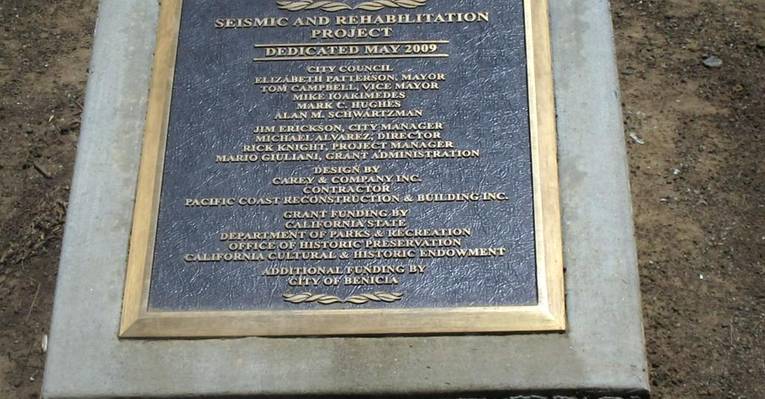 SEISMIC AND REHABILITATION
PROJECT
DEDICATED MAY 2009
CITY COUNCIL
ELIZABETH PATTERSON, MAYOR
TOM CAMPBELL, VICE MAYOR
MIKE IOAKIMEDES
MARK C. HUGHES
ALAN M. SCHWARTZMAN
JIM ERICKSON, CITY MANAGER
MICHAEL ALVAREZ, DIRECTOR
RICK KNIGHT, PROJECT MANAGER
MARIO GIULIANI, GRANT ADMINISTRATION
DESIGN BY
CAREY & COMPANY INC.
CONTRACTOR
PACIFIC COAST RECONSTRUCTION & BUILDING INC.
GRANT FUNDING BY
CALIFORNIA STATE
DEPARTMENT OF PARKS & RECREATION
OFFICE OF HISTORIC PRESERVATION
CALIFORNIA CULTURAL & HISTORIC ENDOWMENT
ADDITIONAL FUNDING BY
CITY OF BENICIA